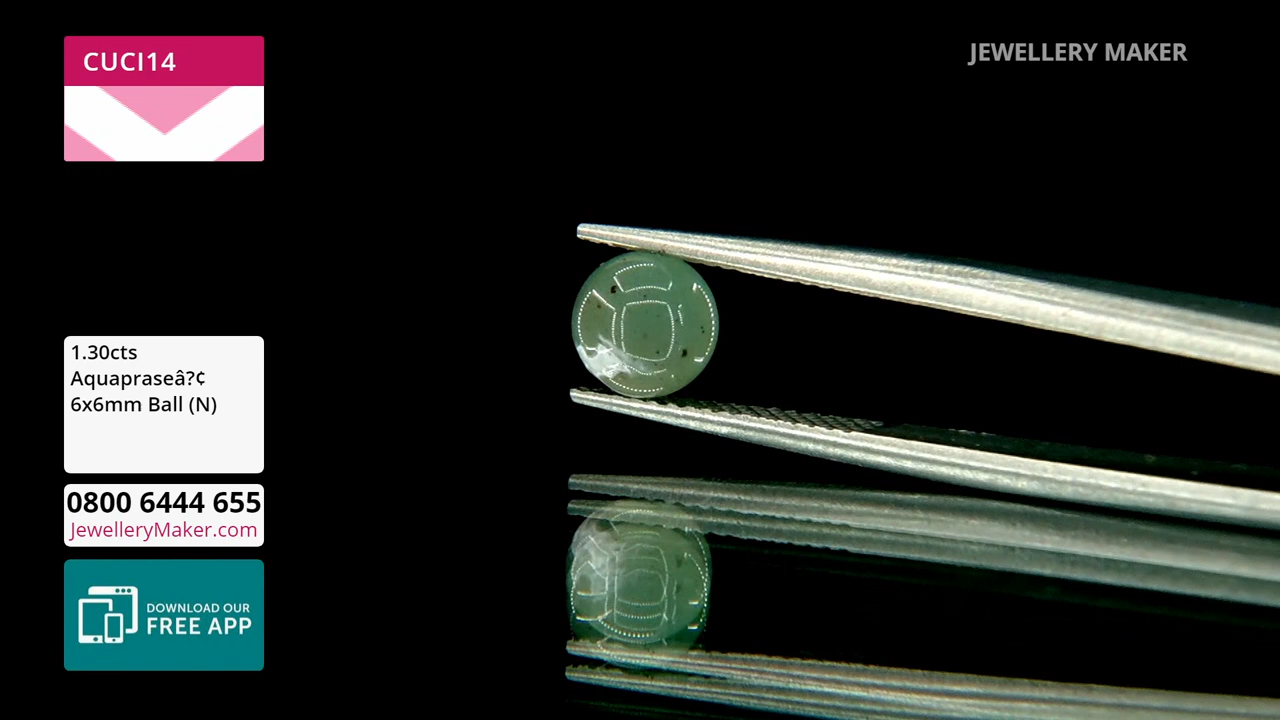 CUCI14
JEWELLERY MAKER
1.30cts
Aquapraseâ?¢
6x6mm Ball (N)
0800 6444 655
JewelleryMaker.com
DOWNLOAD OUR
FREE APP